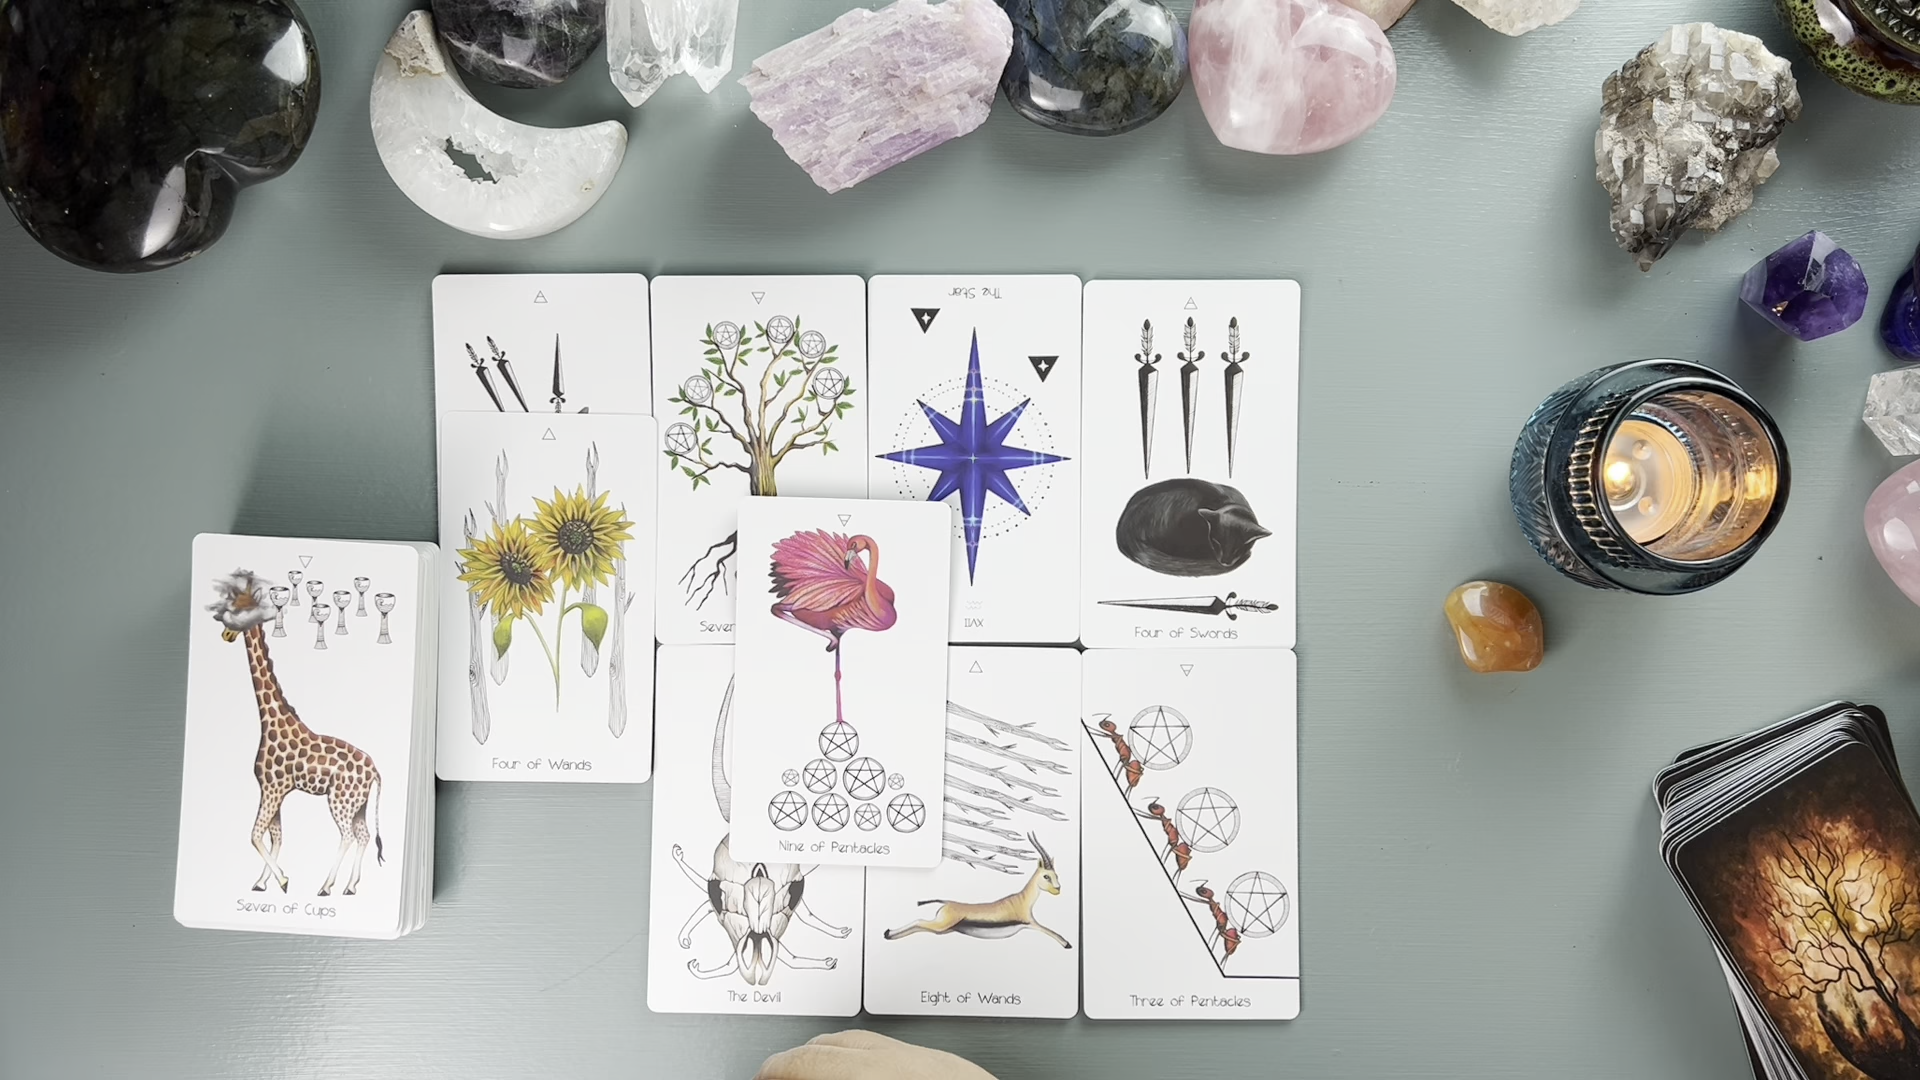 The Star
XVII
Four of Swords
Seven
Four of Wands
Nine of Pentacles
Seven of Cups
The Devil
Eight of Wands
Three of Pentacles